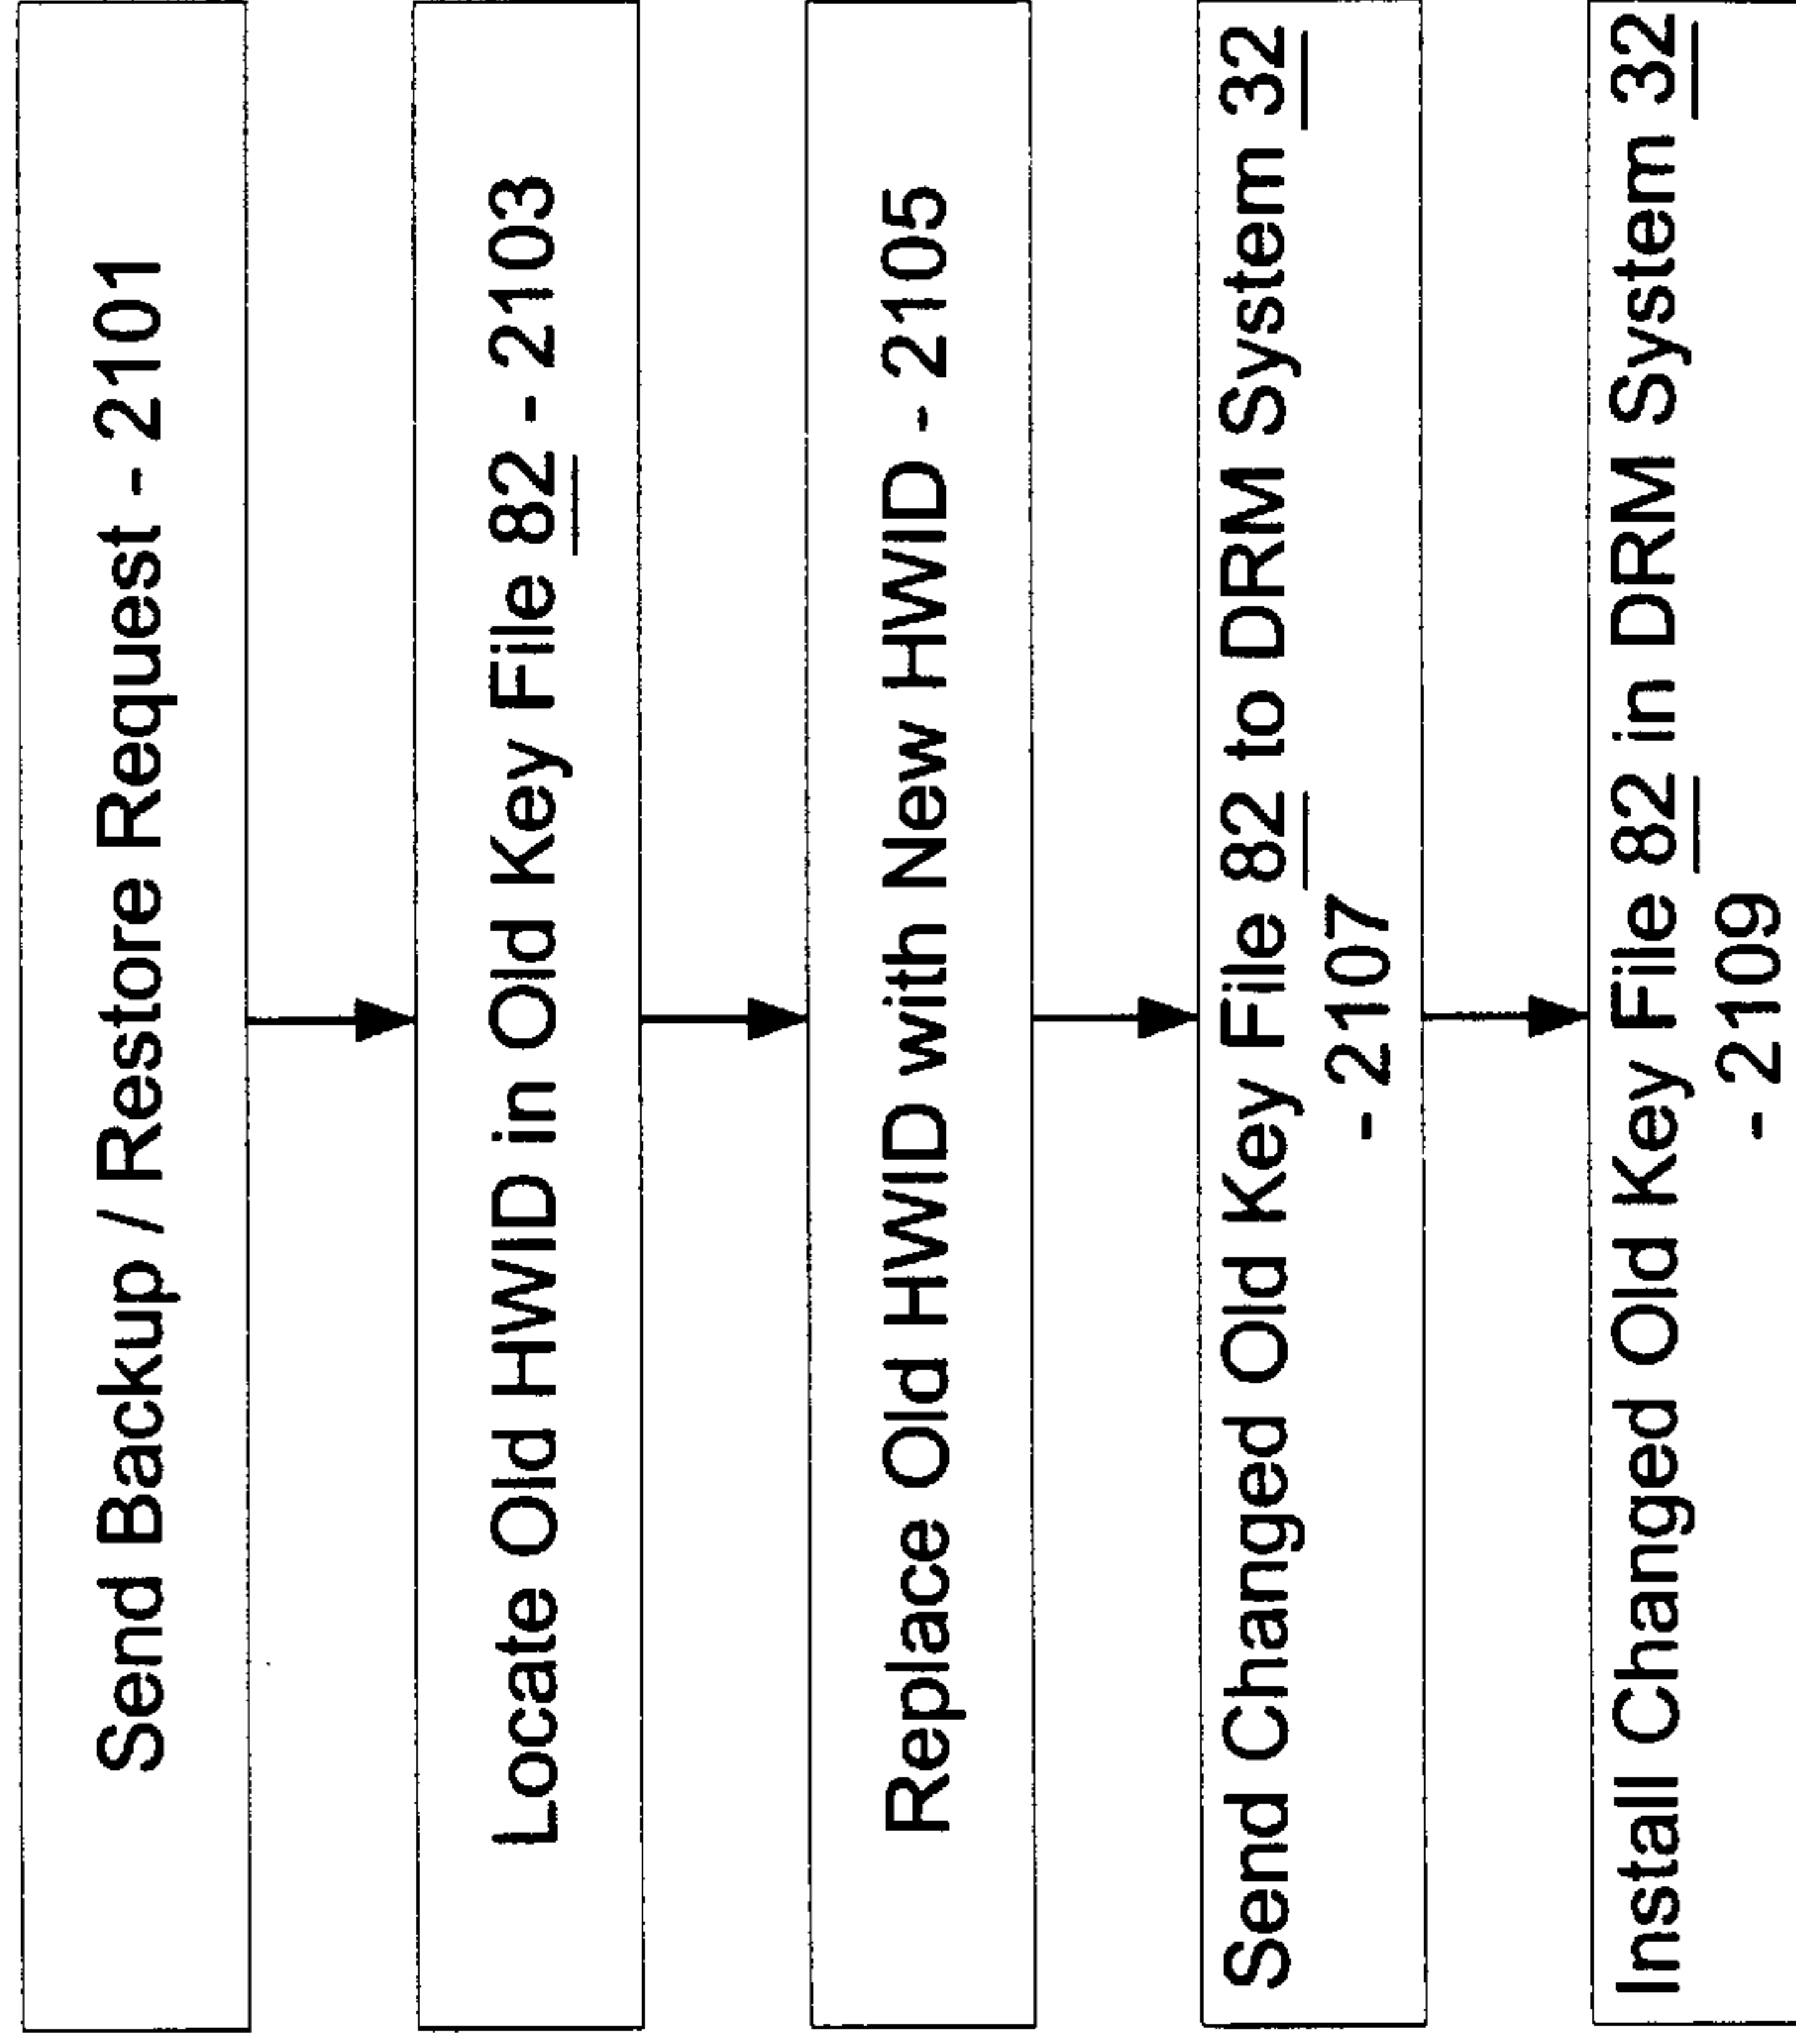 Send Backup / Restore Request - 2101
Locate Old HWID in Old Key File 82 - 2103
Replace Old HWID with New HWID - 2105
Send Changed Old Key File 82 to DRM System 32
- 2107
Install Changed Old Key File 82 in DRM System 32
- 2109